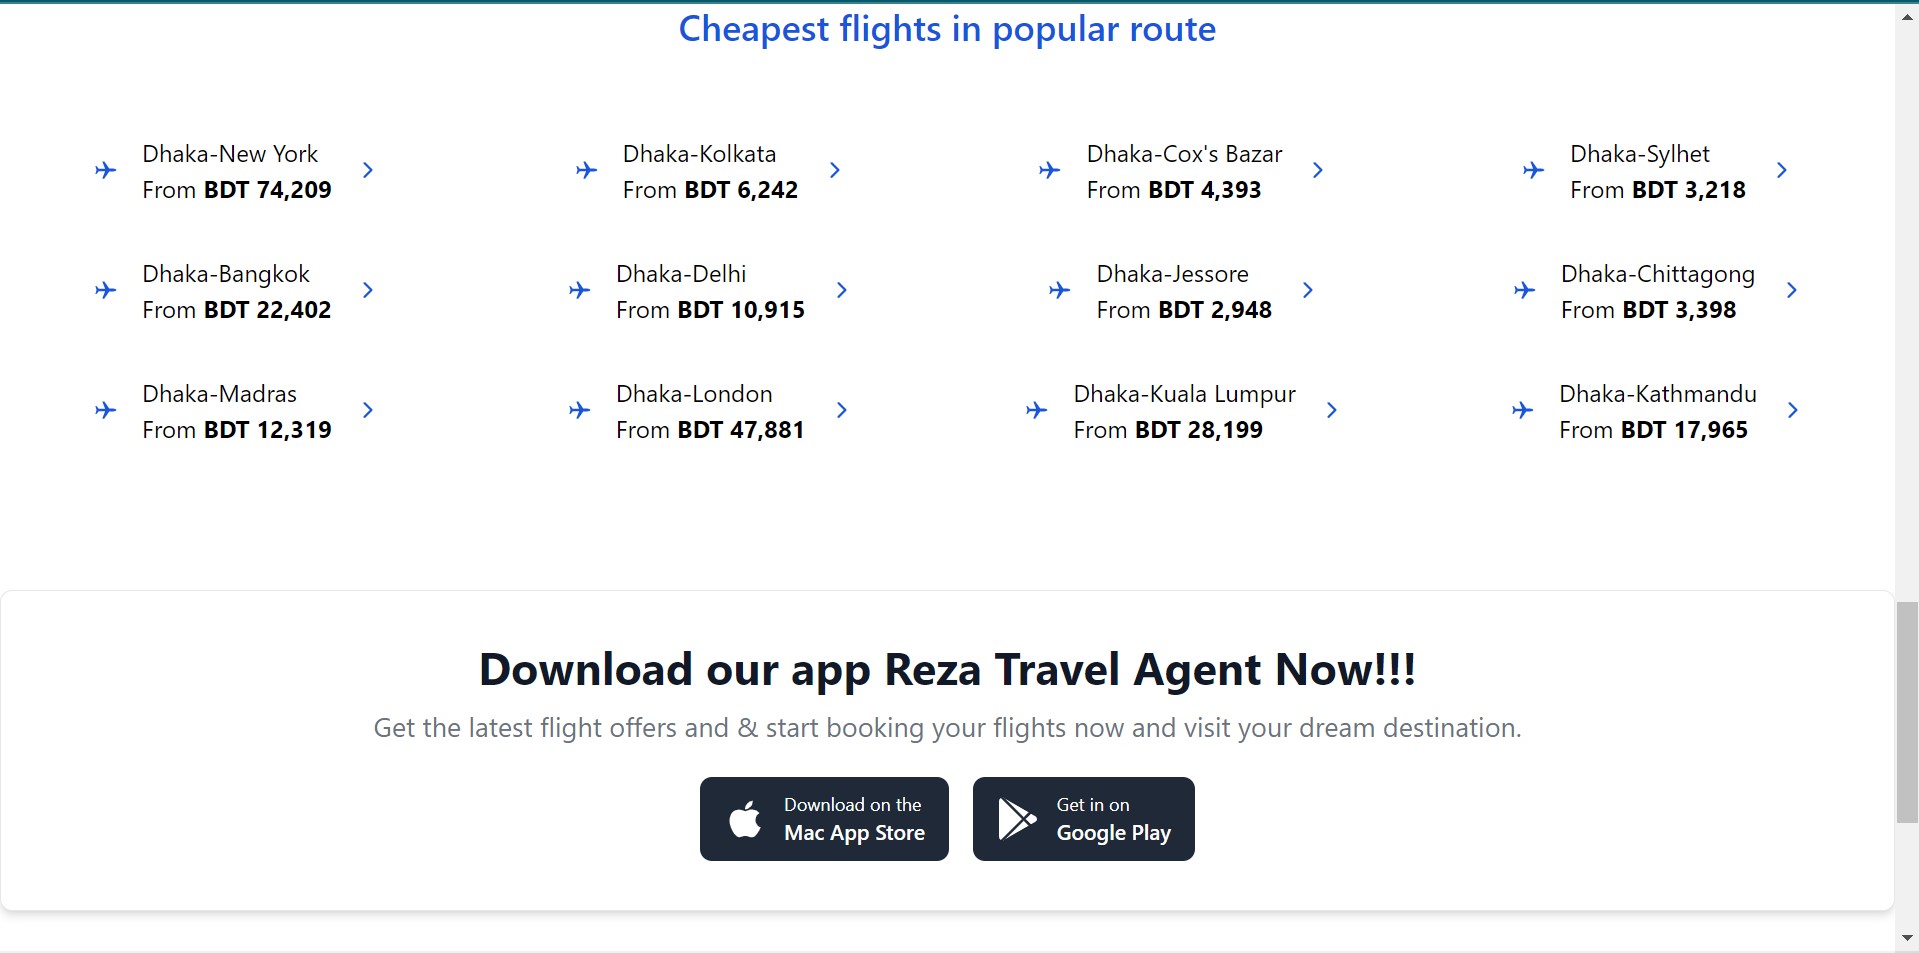 Cheapest flights in popular route
Dhaka-New York
From BDT 74,209
Dhaka-Kolkata
From BDT 6,242
Dhaka-Cox's Bazar
From BDT 4,393
Dhaka-Sylhet
From BDT 3,218
Dhaka-Bangkok
From BDT 22,402
Dhaka-Delhi
From BDT 10,915
Dhaka-Jessore
From BDT 2,948
Dhaka-Chittagong
From BDT 3,398
Dhaka-Madras
From BDT 12,319
Dhaka-London
From BDT 47,881
Dhaka-Kuala Lumpur
From BDT 28,199
Dhaka-Kathmandu
From BDT 17,965
Download our app Reza Travel Agent Now!!!
Get the latest flight offers and & start booking your flights now and visit your dream destination.
Download on the
Mac App Store
Get in on
Google Play